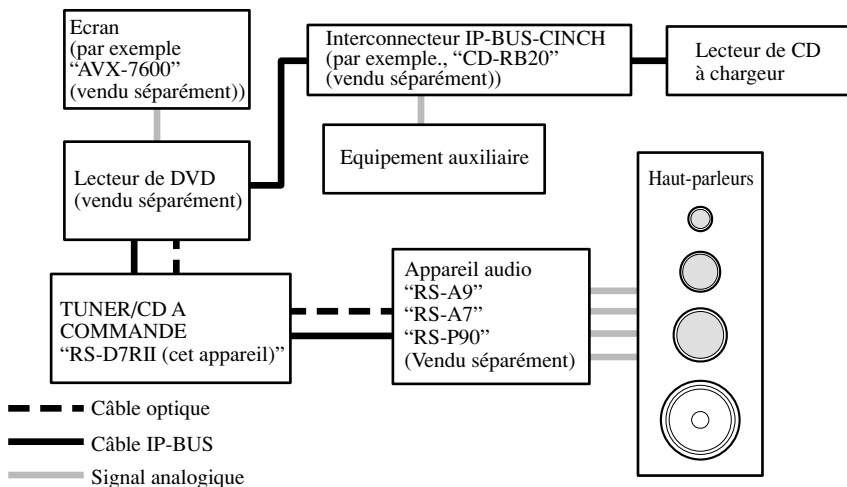 Ecran
(par exemple
“AVX-7600”
(vendu séparément))
Interconnecteur IP-BUS-CINCH
(par exemple., “CD-RB20”
(vendu séparément))
Lecteur de CD
à chargeur
Equipement auxiliaire
Lecteur de DVD
(vendu séparément)
Haut-parleurs
TUNER/CD A
COMMANDE
“RS-D7RII (cet appareil)”
Appareil audio
“RS-A9”
“RS-A7”
“RS-P90”
(Vendu séparément)
Câble optique
Câble IP-BUS
Signal analogique